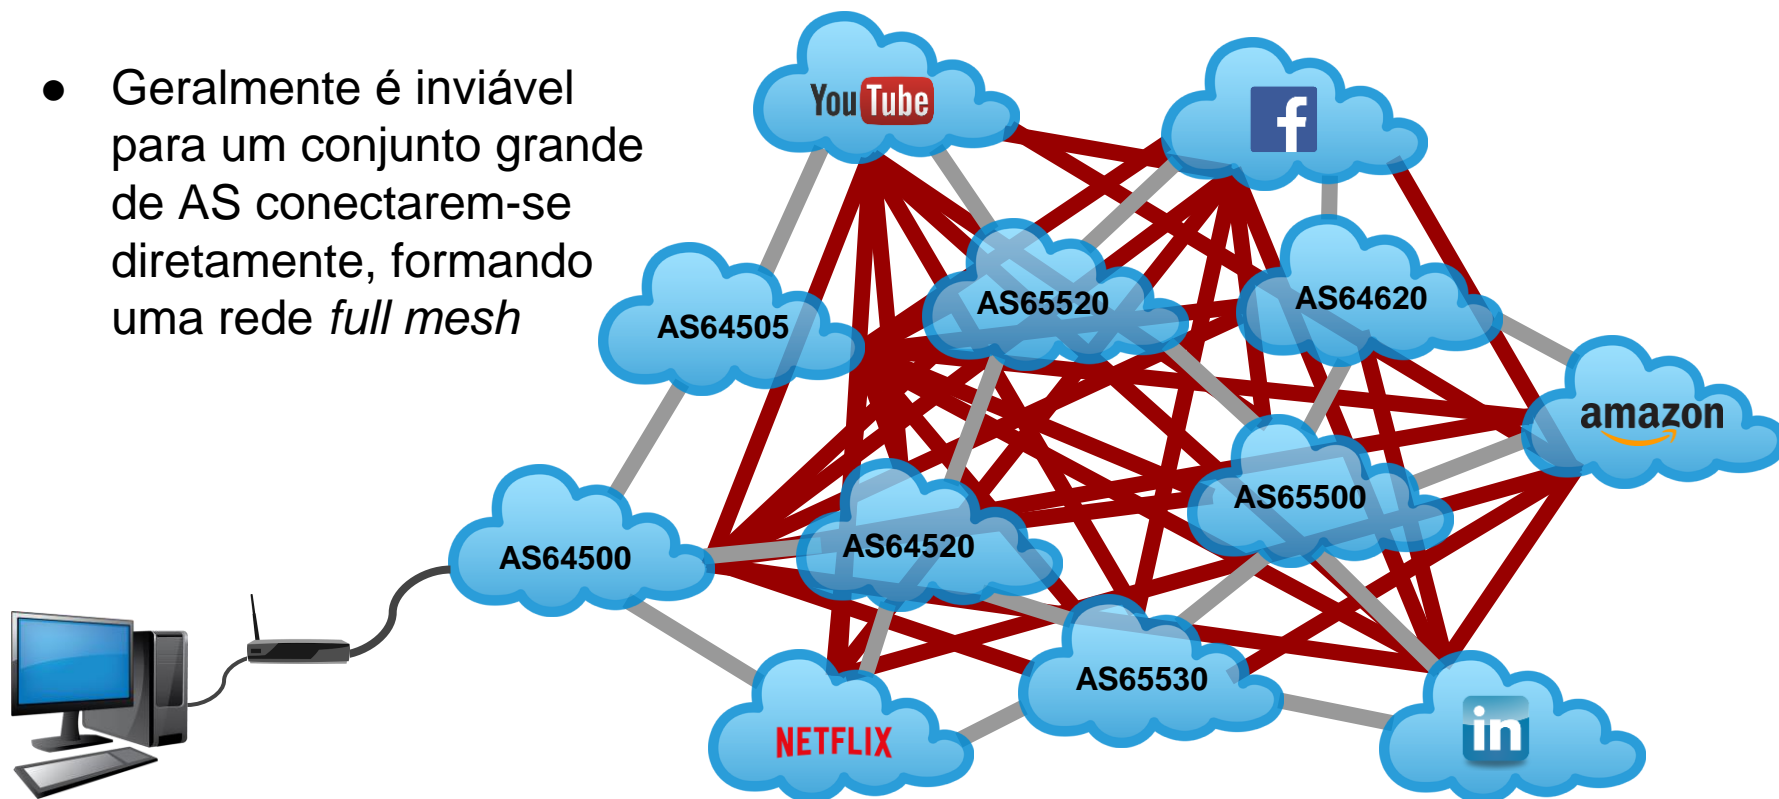 ● Geralmente é inviável
para um conjunto grande
de AS conectarem-se
diretamente, formando
uma rede full mesh
YouTube
f
AS65520
AS64620
AS64505
amazon
AS65500
AS64520
AS64500
AS65530
NETFLIX
in